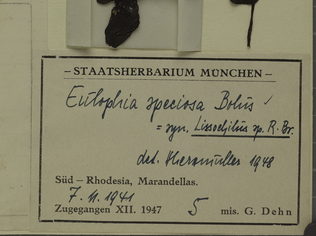 – STAATSHERBARIUM MÜNCHEN –
Eulophia speciosa Bolus
= syn. Lissochilus sp. R. Br.
det. 1948
Süd – Rhodesia, Marandellas.
7. 11. 1941
Zugegangen XII. 1947 5 mis. G. Dehn